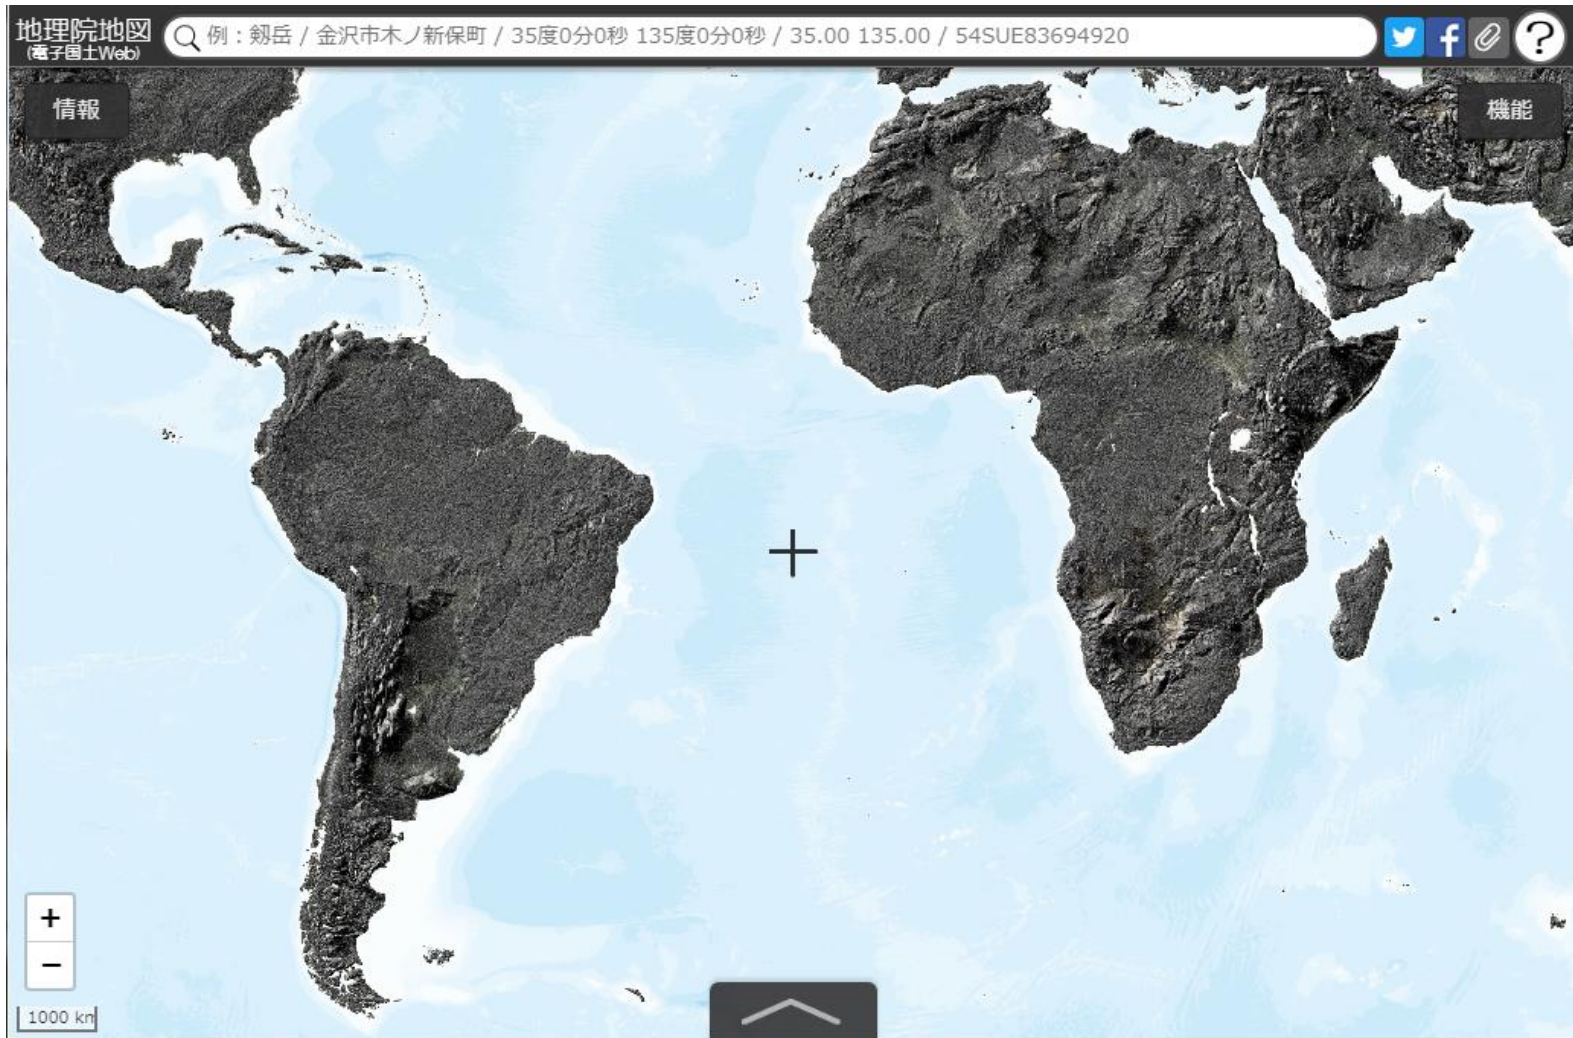 地理院地図
(電子国土Web)
例：剱岳 / 金沢市木ノ新保町 / 35度0分0秒 135度0分0秒 / 35.00 135.00 / 54SUE83694920
?
情報
機能
+
−
1000 km